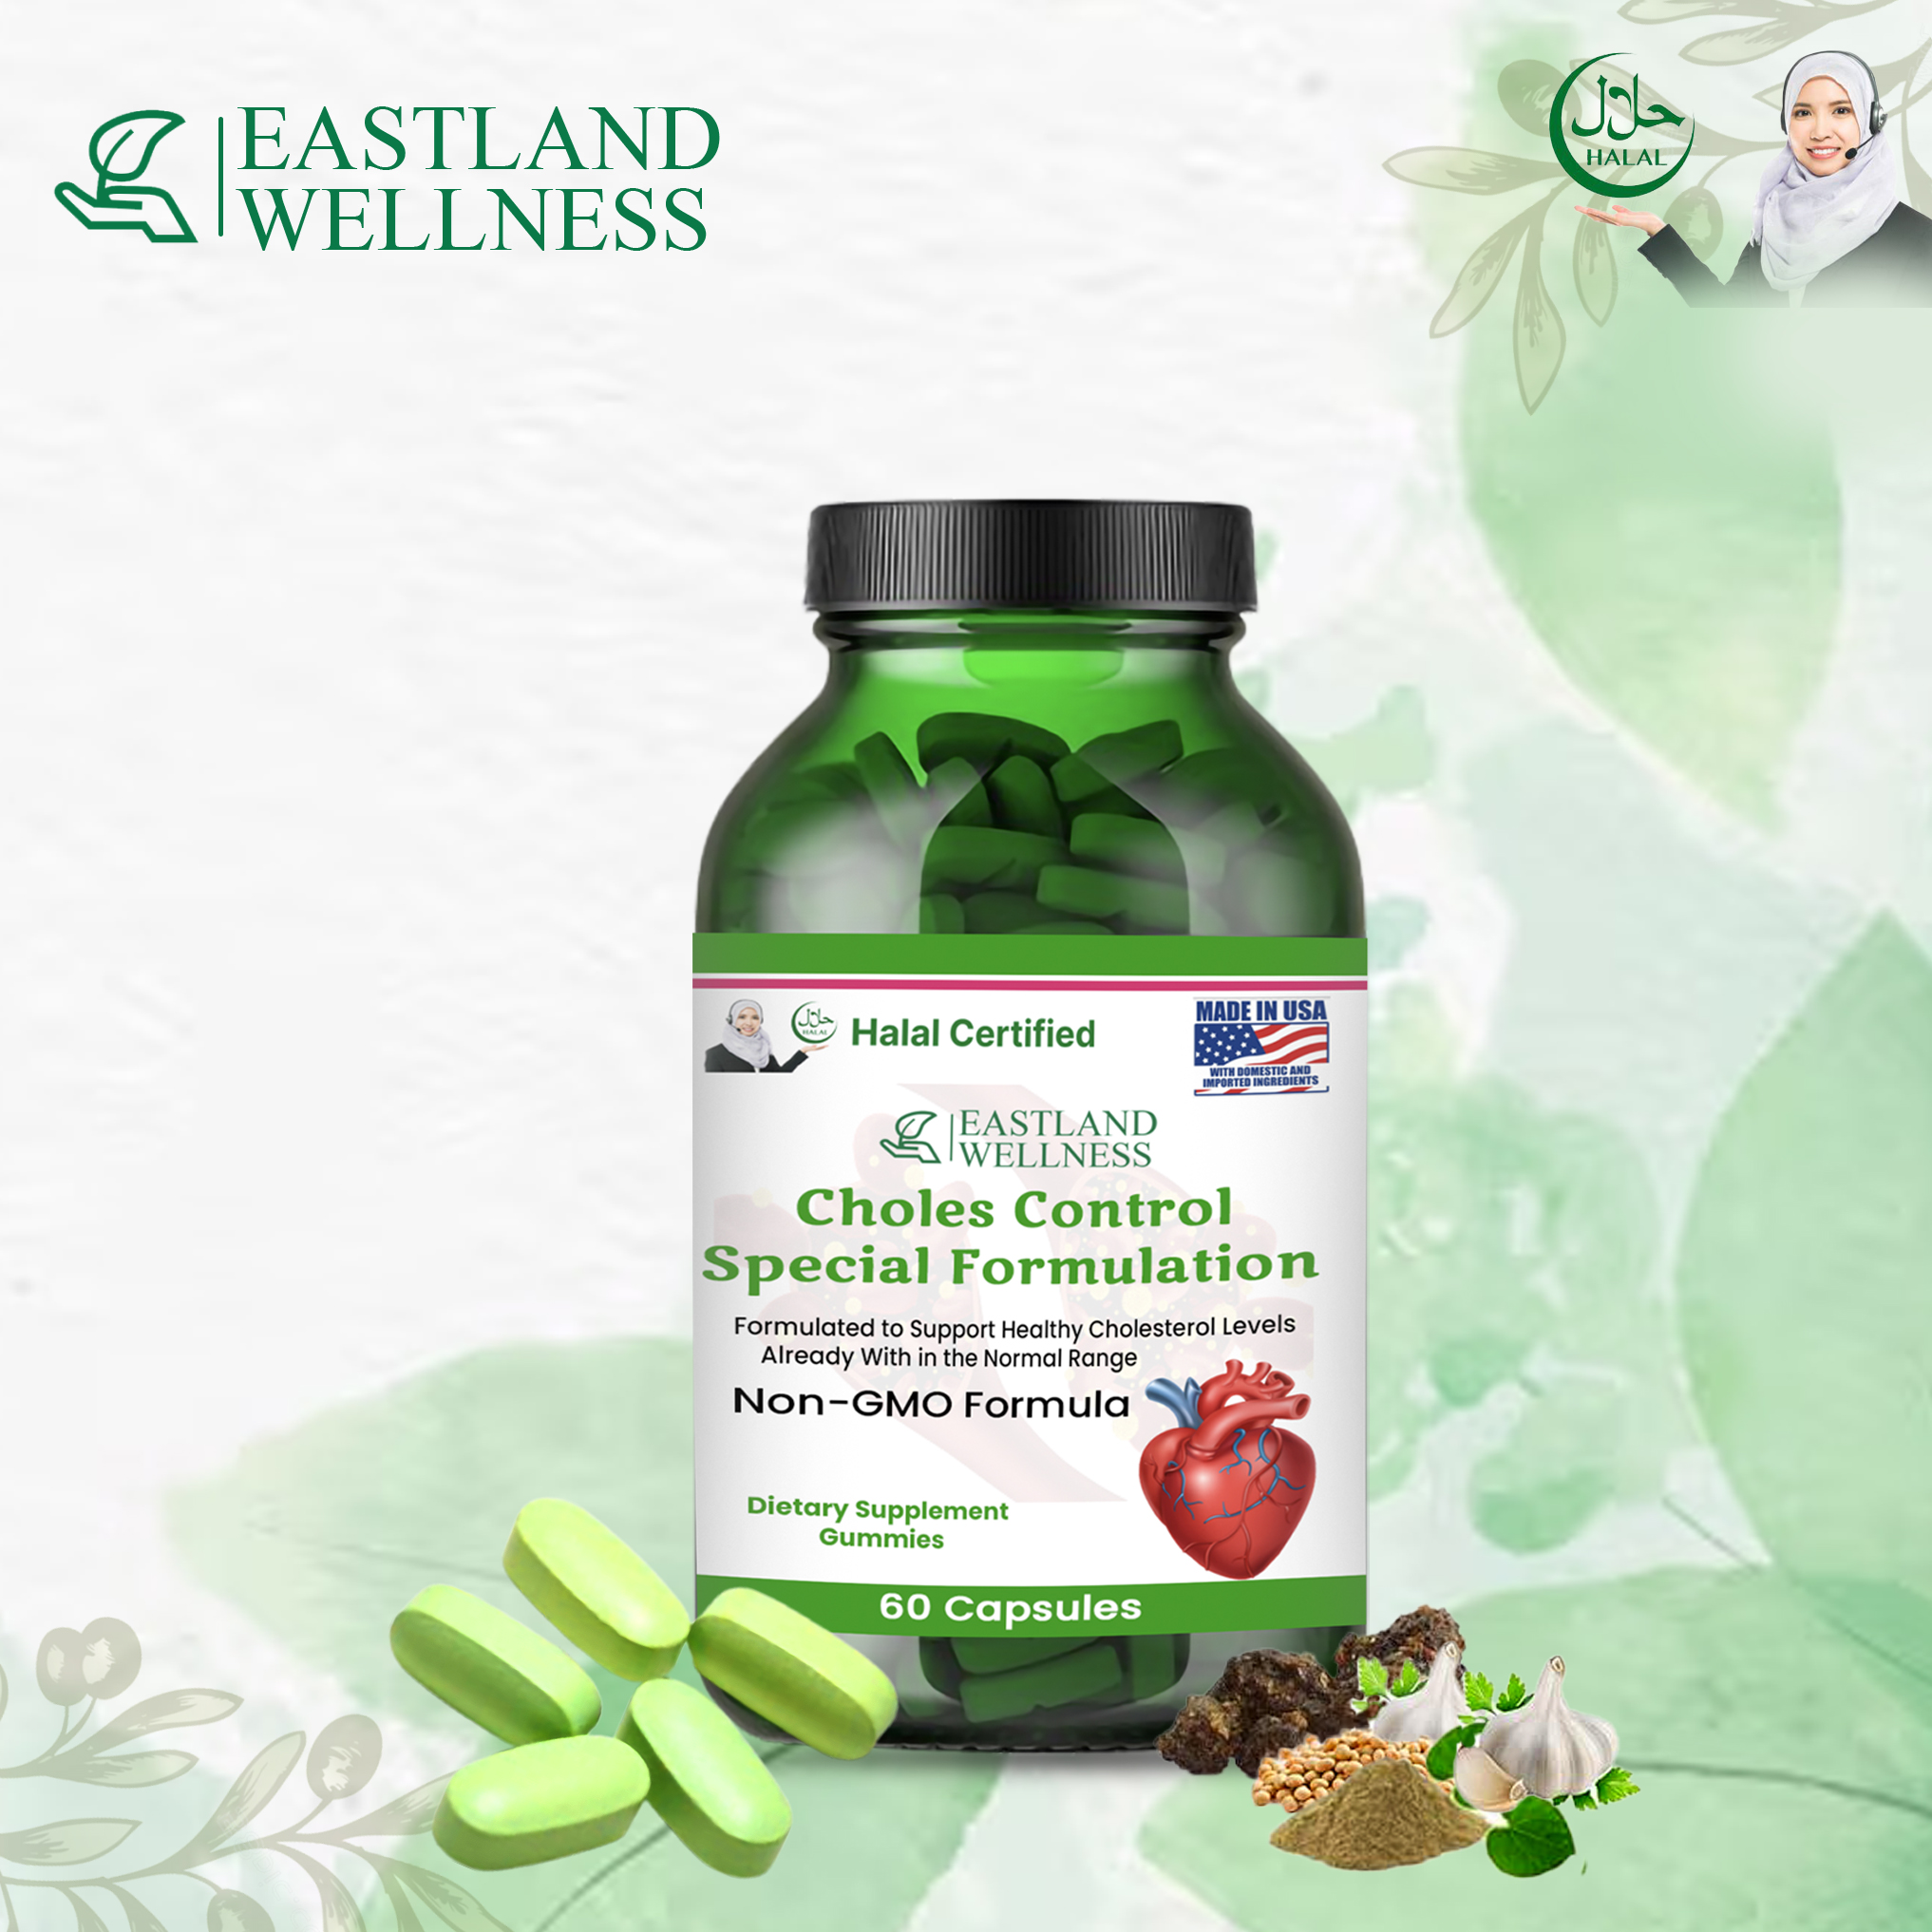 EASTLAND
WELLNESS
حلال
HALAL
حلال
HALAL
Halal Certified
MADE IN USA
WITH DOMESTIC AND
IMPORTED INGREDIENTS
EASTLAND
WELLNESS
Choles Control
Special Formulation
Formulated to Support Healthy Cholesterol Levels
Already With in the Normal Range
Non-GMO Formula
Dietary Supplement
Gummies
60 Capsules